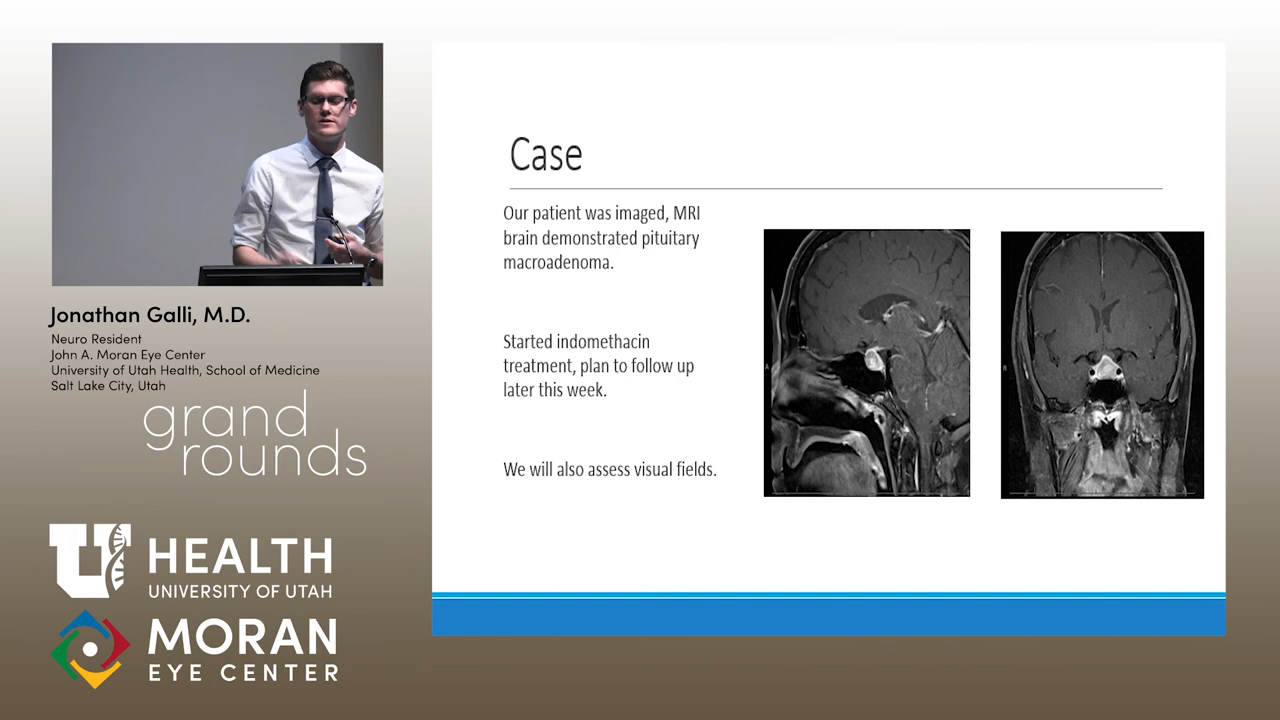 Jonathan Galli, M.D.
Neuro Resident
John A. Moran Eye Center
University of Utah Health, School of Medicine
Salt Lake City, Utah
grand
rounds
U HEALTH
UNIVERSITY OF UTAH
MORAN
EYE CENTER
Case
Our patient was imaged, MRI
brain demonstrated pituitary
macroadenoma.
Started indomethacin
treatment, plan to follow up
later this week.
We will also assess visual fields.
A
R